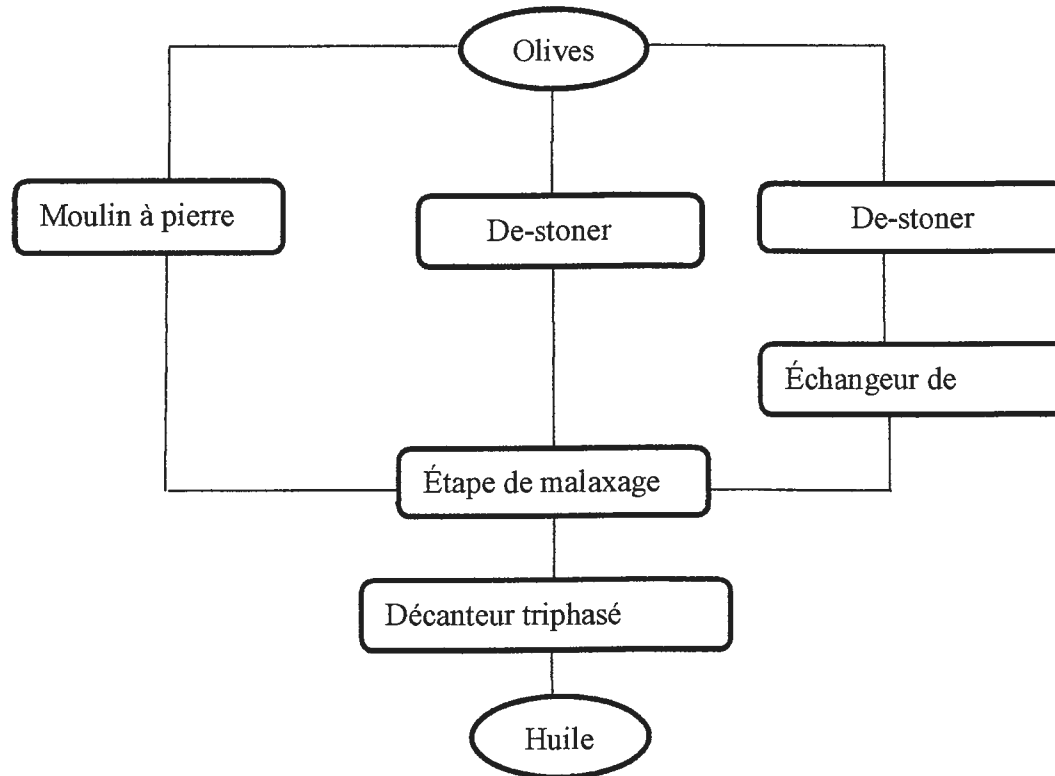 Olives
Moulin à pierre
De-stoner
De-stoner
Échangeur de
Étape de malaxage
Décanteur triphasé
Huile